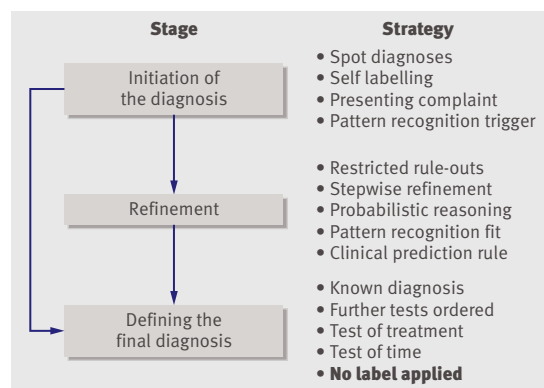 Stage
Strategy
Initiation of
the diagnosis
• Spot diagnoses
• Self labelling
• Presenting complaint
• Pattern recognition trigger
Refinement
• Restricted rule-outs
• Stepwise refinement
• Probabilistic reasoning
• Pattern recognition fit
• Clinical prediction rule
Defining the
final diagnosis
• Known diagnosis
• Further tests ordered
• Test of treatment
• Test of time
• No label applied